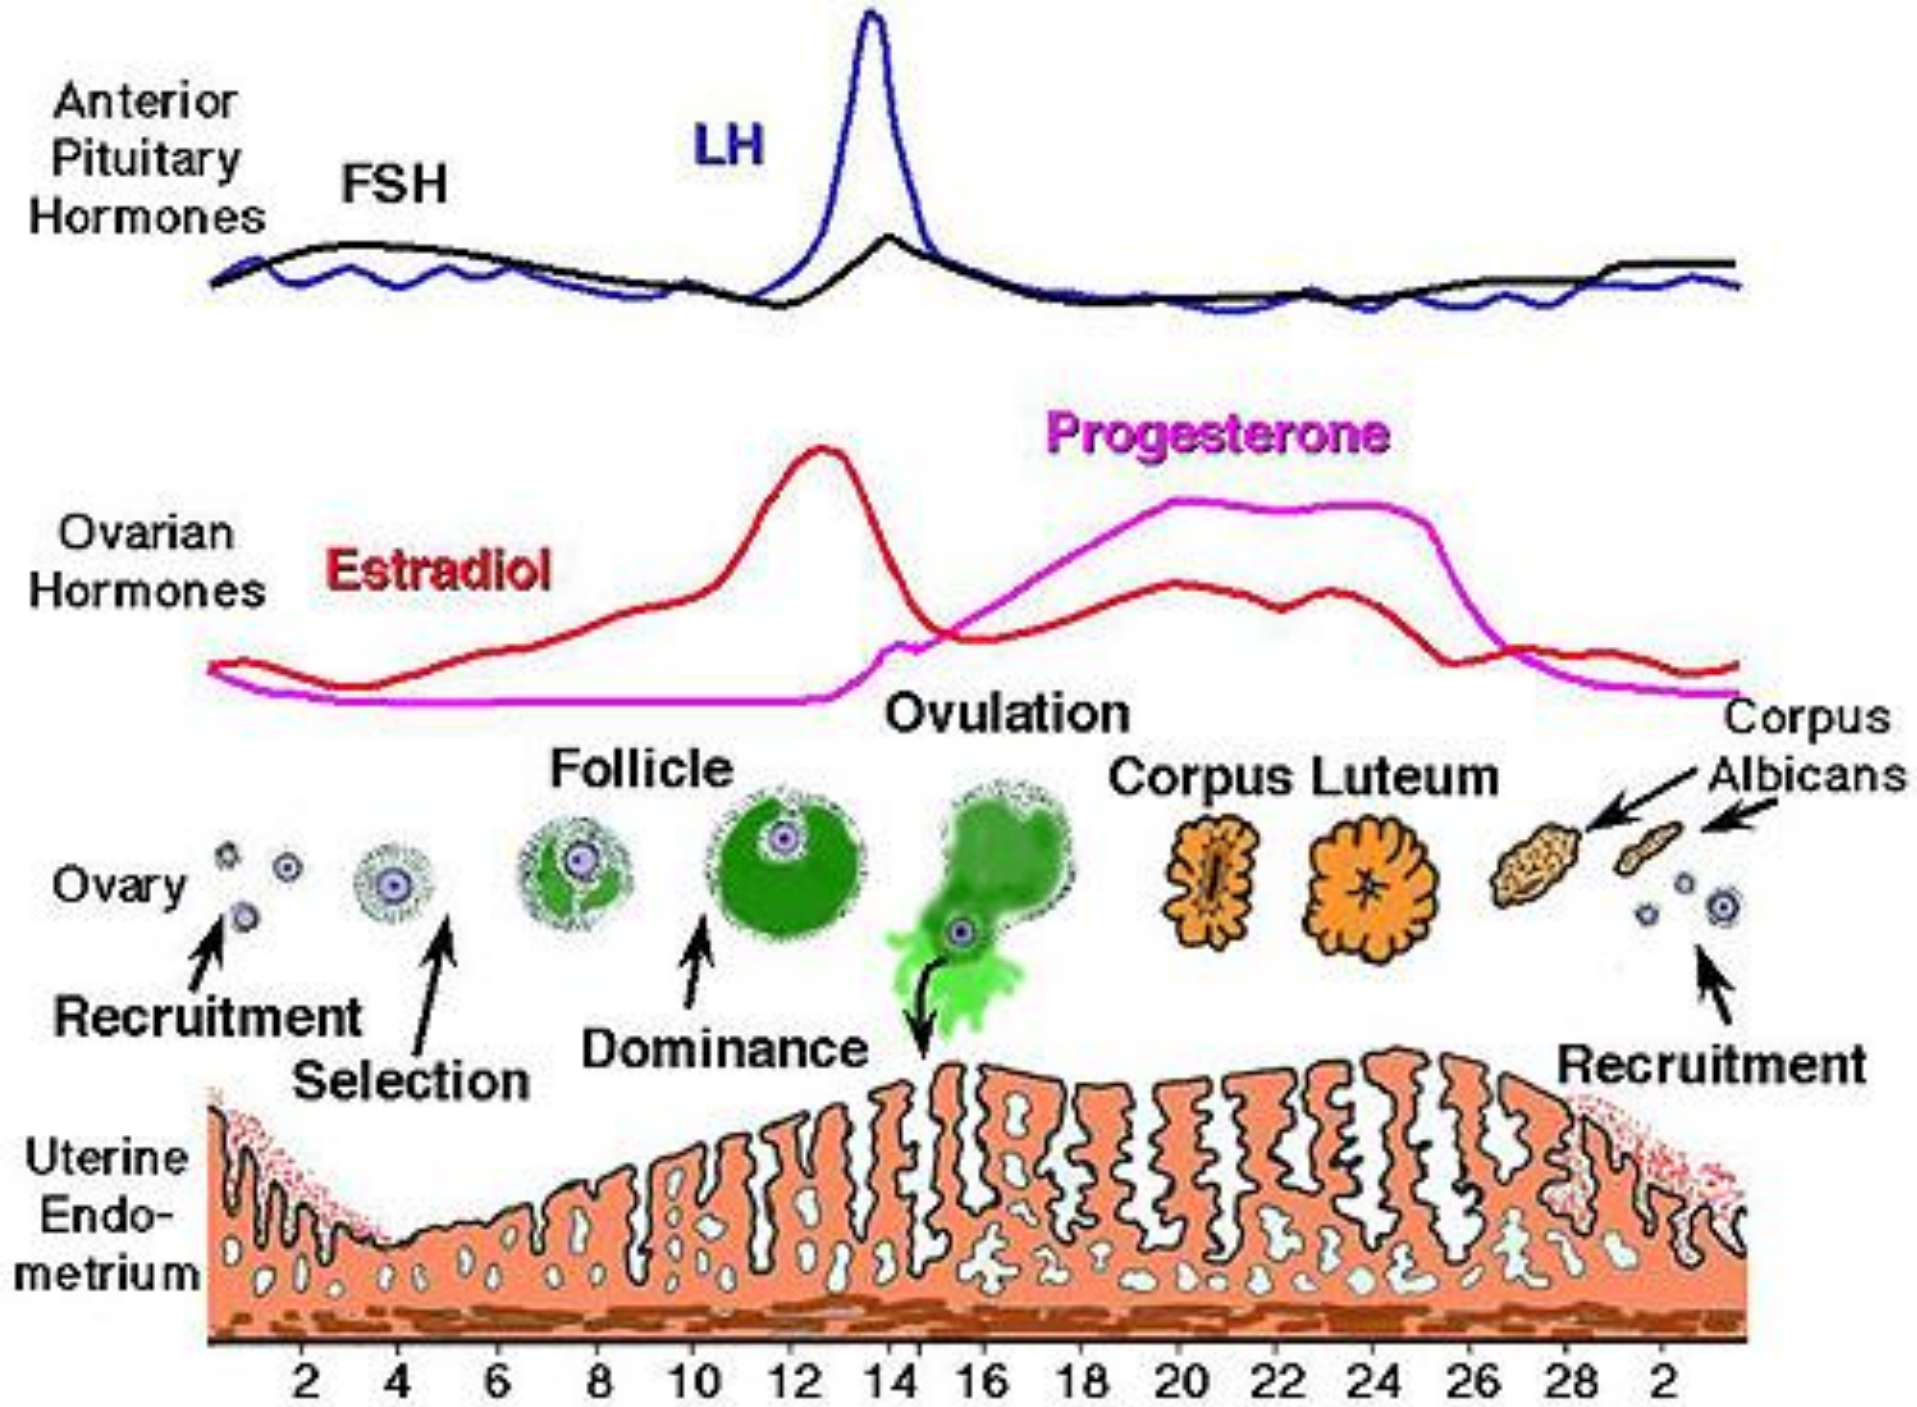 Anterior
Pituitary
Hormones
FSH
LH
Ovarian
Hormones
Estradiol
Progesterone
Ovulation
Follicle
Corpus Luteum
Corpus
Albicans
Ovary
Recruitment
Selection
Dominance
Recruitment
Uterine
Endo-
metrium
2 4 6 8 10 12 14 16 18 20 22 24 26 28 2